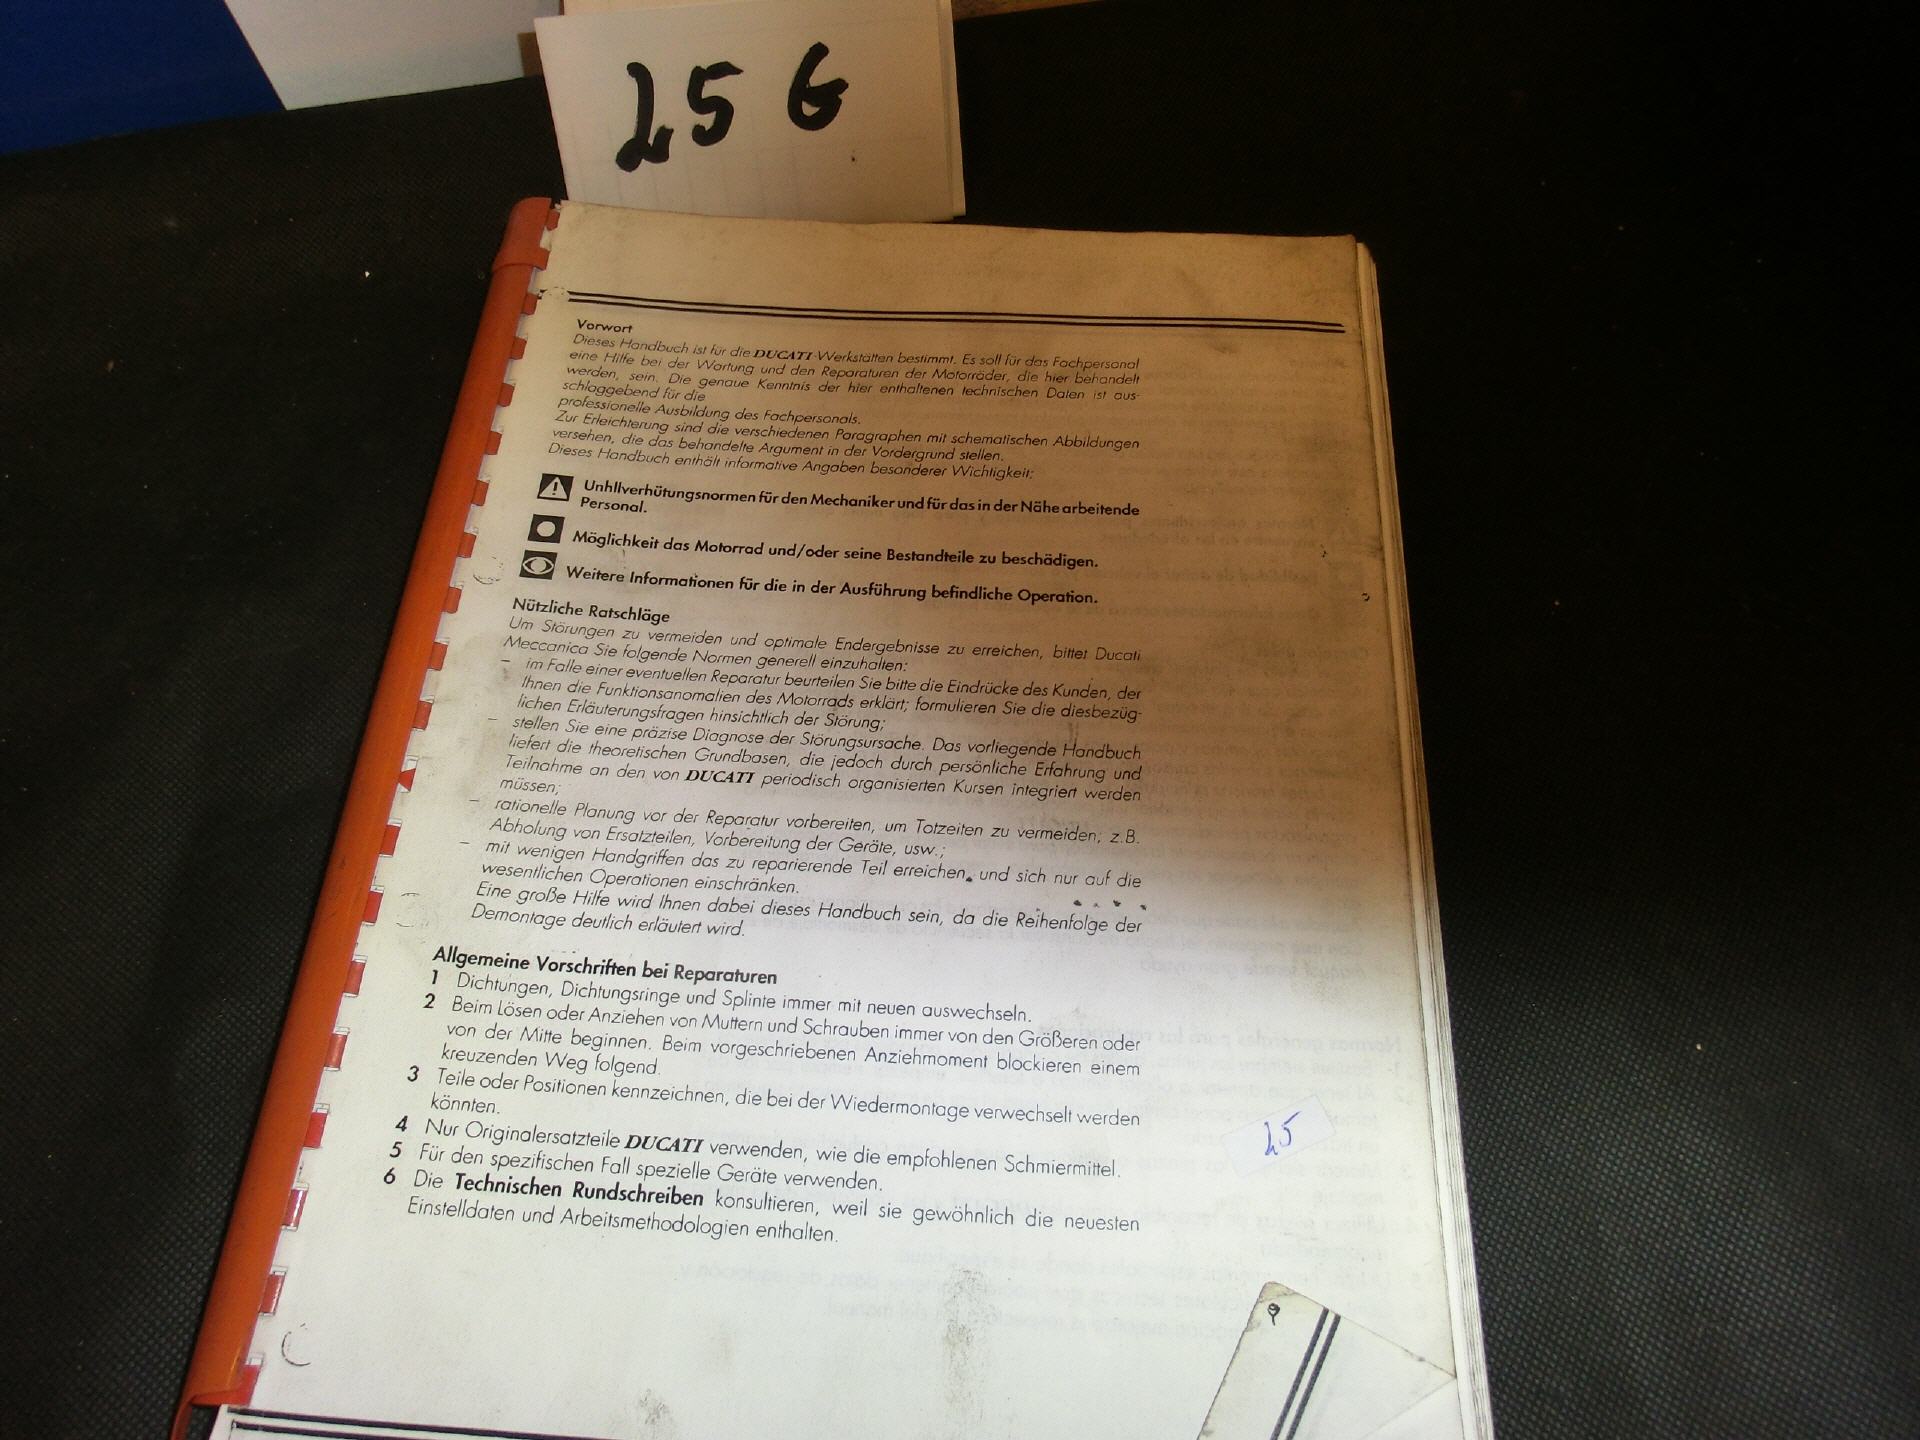 25 G
Vorwort
Dieses Handbuch ist für die DUCATI-Werkstätten bestimmt. Es soll für das Fachpersonal
eine Hilfe bei der Wartung und den Reparaturen der Motorräder, die hier behandelt
werden, sein. Die genaue Kenntnis der hier enthaltenen technischen Daten ist aus-
schlaggebend für die
professionelle Ausbildung des Fachpersonals.
Zur Erleichterung sind die verschiedenen Paragraphen mit schematischen Abbildungen
versehen, die das behandelte Argument in der Vordergrund stellen.
Dieses Handbuch enthält informative Angaben besonderer Wichtigkeit:
Unhllverhütungsnormen für den Mechaniker und für das in der Nähe arbeitende
Personal.
Möglichkeit das Motorrad und/oder seine Bestandteile zu beschädigen.
Weitere Informationen für die in der Ausführung befindliche Operation.
Nützliche Ratschläge
Um Störungen zu vermeiden und optimale Endergebnisse zu erreichen, bittet Ducati
Meccanica Sie folgende Normen generell einzuhalten:
– im Falle einer eventuellen Reparatur beurteilen Sie bitte die Eindrücke des Kunden, der
Ihnen die Funktionsanomalien des Motorrads erklärt; formulieren Sie die diesbezüg-
lichen Erläuterungsfragen hinsichtlich der Störung;
– stellen Sie eine präzise Diagnose der Störungsursache. Das vorliegende Handbuch
liefert die theoretischen Grundbasen, die jedoch durch persönliche Erfahrung und
Teilnahme an den von DUCATI periodisch organisierten Kursen integriert werden
müssen;
– rationelle Planung vor der Reparatur vorbereiten, um Totzeiten zu vermeiden; z.B.
Abholung von Ersatzteilen, Vorbereitung der Geräte, usw.;
– mit wenigen Handgriffen das zu reparierende Teil erreichen, und sich nur auf die
wesentlichen Operationen einschränken.
Eine große Hilfe wird Ihnen dabei dieses Handbuch sein, da die Reihenfolge der
Demontage deutlich erläutert wird.
Allgemeine Vorschriften bei Reparaturen
1 Dichtungen, Dichtungsringe und Splinte immer mit neuen auswechseln.
2 Beim Lösen oder Anziehen von Muttern und Schrauben immer von den Größeren oder
von der Mitte beginnen. Beim vorgeschriebenen Anziehmoment blockieren einem
kreuzenden Weg folgend.
3 Teile oder Positionen kennzeichnen, die bei der Wiedermontage verwechselt werden
könnten.
4 Nur Originalersatzteile DUCATI verwenden, wie die empfohlenen Schmiermittel.
5 Für den spezifischen Fall spezielle Geräte verwenden.
6 Die Technischen Rundschreiben konsultieren, weil sie gewöhnlich die neuesten
Einstelldaten und Arbeitsmethodologien enthalten.
25